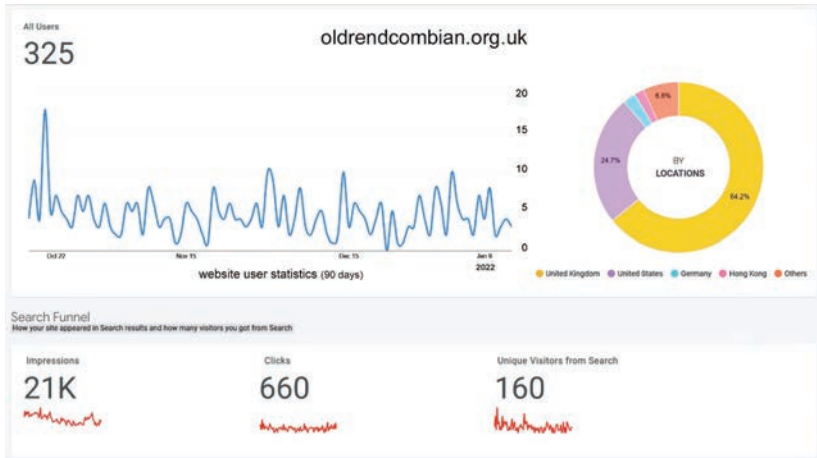 All Users
325
oldrendcombian.org.uk
20
15
10
5
0
Oct 22
Nov 15
Dec 15
Jan 8
2022
website user statistics (90 days)
24.7%
6.6%
64.2%
BY
LOCATIONS
United Kingdom United States Germany Hong Kong Others
Search Funnel
How your site appeared in Search results and how many visitors you got from Search
Impressions Clicks Unique Visitors from Search
21K 660 160